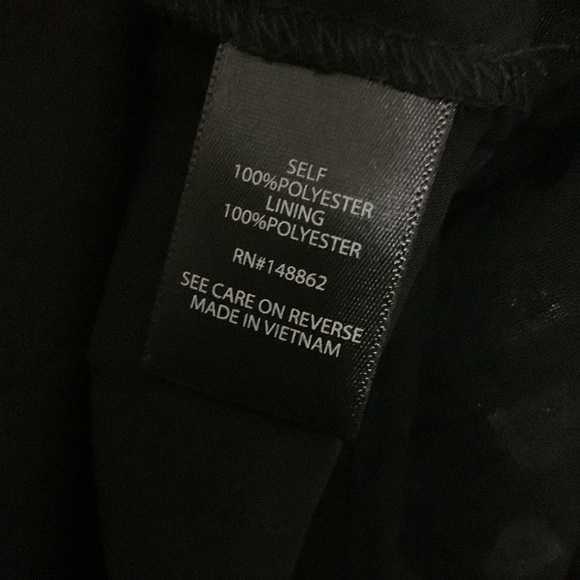 SELF
100%POLYESTER
LINING
100%POLYESTER
RN#148862
SEE CARE ON REVERSE
MADE IN VIETNAM